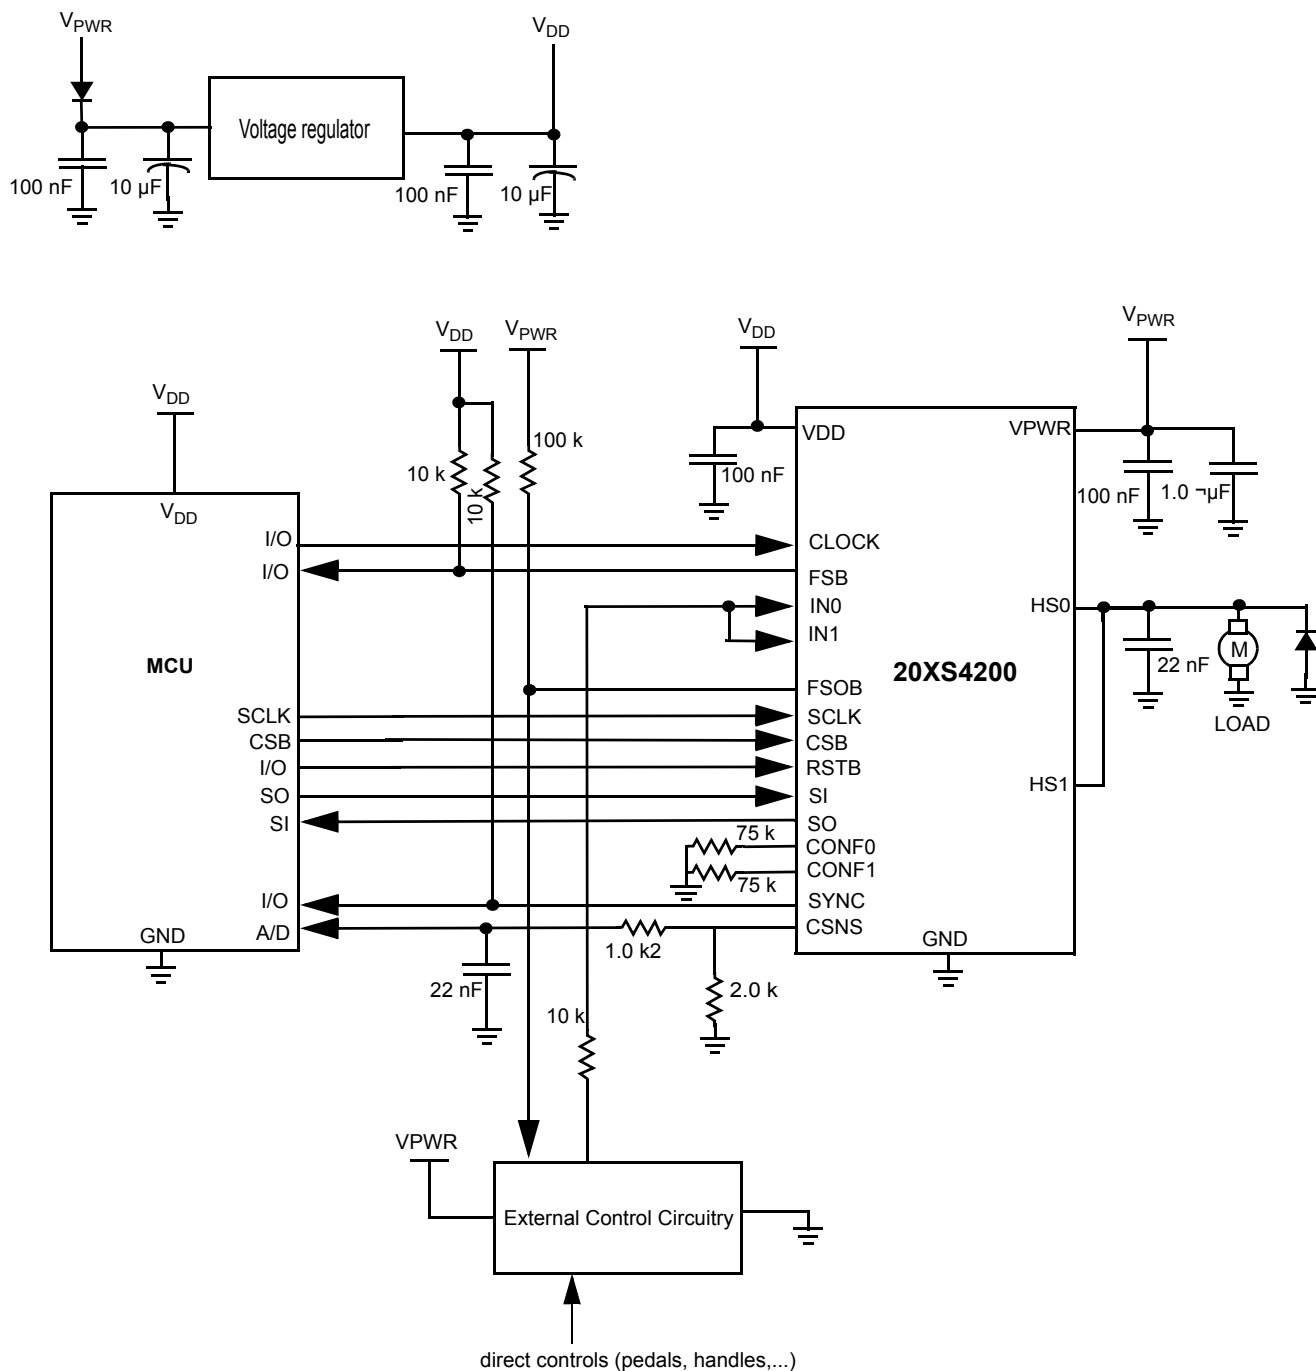 VPWR
VDD
Voltage regulator
100 nF
10 µF
100 nF
10 µF
VDD
VPWR
VDD
VPWR
VDD
10 k
10 k
100 k
100 nF
100 nF
1.0 ¬µF
MCU
VDD
I/O
I/O
SCLK
CSB
I/O
SO
SI
I/O
A/D
GND
20XS4200
VDD
CLOCK
FSB
IN0
IN1
FSOB
SCLK
CSB
RSTB
SI
SO
CONF0
CONF1
SYNC
CSNS
GND
VPWR
HS0
HS1
22 nF
M
LOAD
75 k
75 k
1.0 k2
22 nF
2.0 k
10 k
VPWR
External Control Circuitry
direct controls (pedals, handles,...)